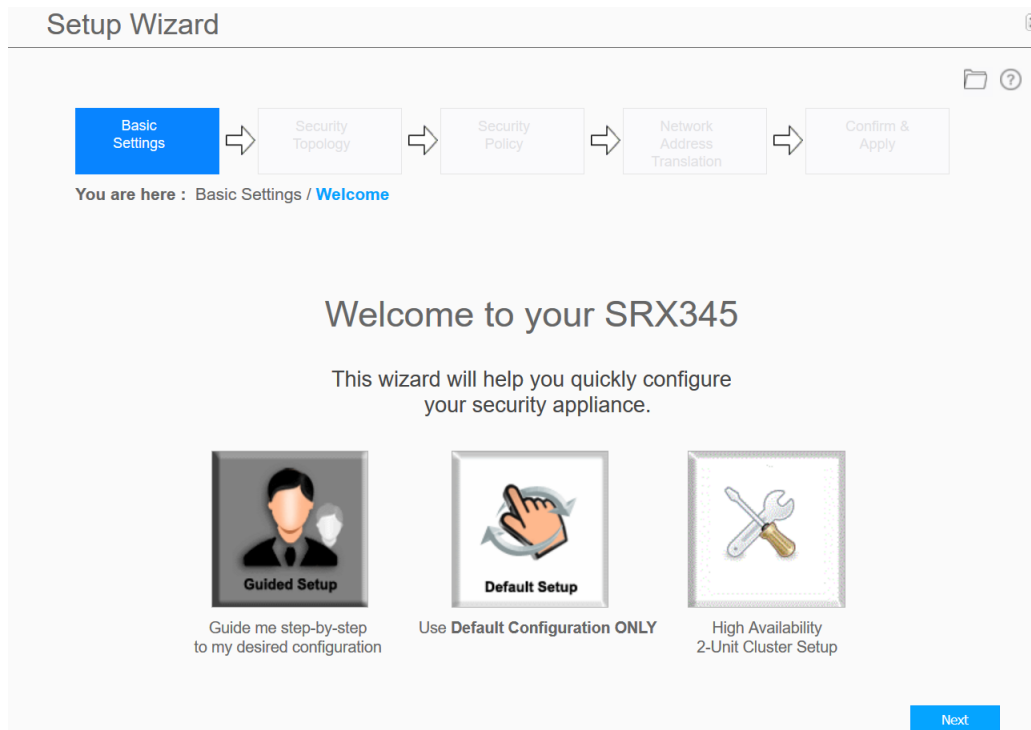 Setup Wizard
Basic
Settings
Security
Topology
Security
Policy
Network
Address
Translation
Confirm &
Apply
You are here : Basic Settings / Welcome
Welcome to your SRX345
This wizard will help you quickly configure
your security appliance.
Guided Setup
Guide me step-by-step
to my desired configuration
Default Setup
Use Default Configuration ONLY
High Availability
2-Unit Cluster Setup
Next